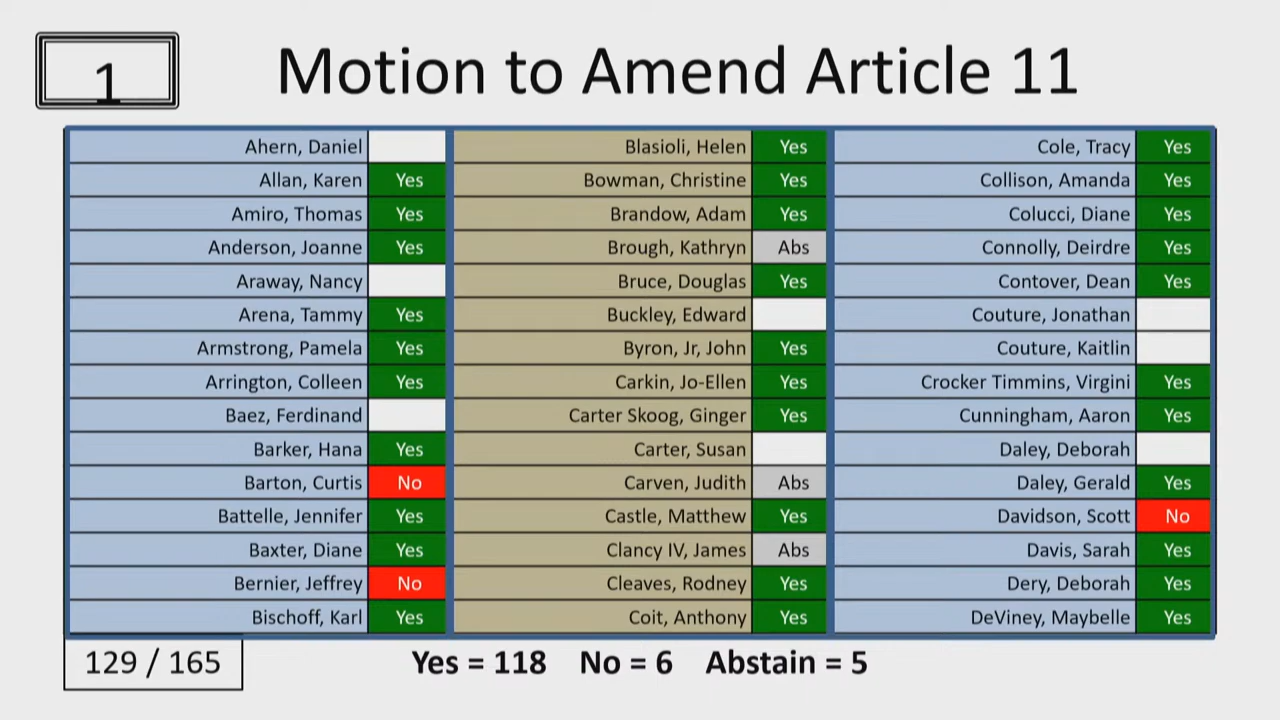 1
Motion to Amend Article 11
Ahern, Daniel
Allan, Karen Yes
Amiro, Thomas Yes
Anderson, Joanne Yes
Araway, Nancy
Arena, Tammy Yes
Armstrong, Pamela Yes
Arrington, Colleen Yes
Baez, Ferdinand
Barker, Hana Yes
Barton, Curtis No
Battelle, Jennifer Yes
Baxter, Diane Yes
Bernier, Jeffrey No
Bischoff, Karl Yes
Blasioli, Helen Yes
Bowman, Christine Yes
Brandow, Adam Yes
Brough, Kathryn Abs
Bruce, Douglas Yes
Buckley, Edward
Byron, Jr, John Yes
Carkin, Jo-Ellen Yes
Carter Skoog, Ginger Yes
Carter, Susan
Carven, Judith Abs
Castle, Matthew Yes
Clancy IV, James Abs
Cleaves, Rodney Yes
Coit, Anthony Yes
Cole, Tracy Yes
Collison, Amanda Yes
Colucci, Diane Yes
Connolly, Deirdre Yes
Contover, Dean Yes
Couture, Jonathan
Couture, Kaitlin
Crocker Timmins, Virgini Yes
Cunningham, Aaron Yes
Daley, Deborah
Daley, Gerald Yes
Davidson, Scott No
Davis, Sarah Yes
Dery, Deborah Yes
DeViney, Maybelle Yes
129 / 165
Yes = 118 No = 6 Abstain = 5